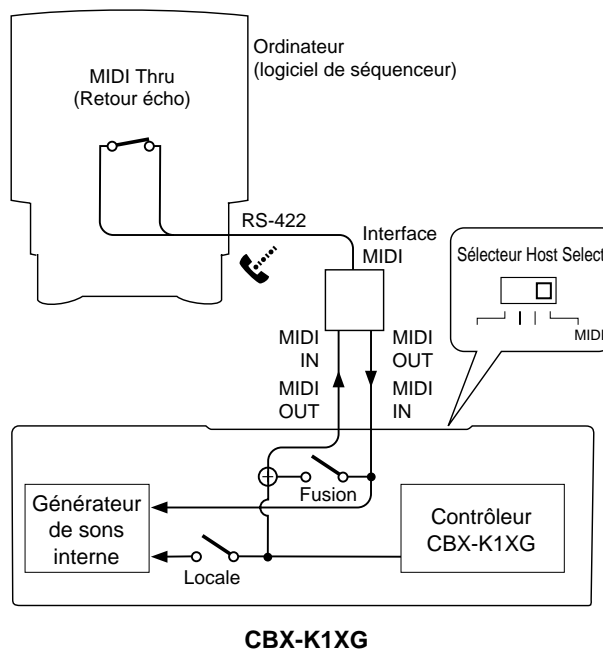 Ordinateur
(logiciel de séquenceur)
MIDI Thru
(Retour écho)
RS-422
Interface
MIDI
Sélecteur Host Select
MIDI
MIDI
IN
MIDI
OUT
MIDI
OUT
MIDI
IN
Fusion
Générateur
de sons
interne
Locale
Contrôleur
CBX-K1XG
CBX-K1XG